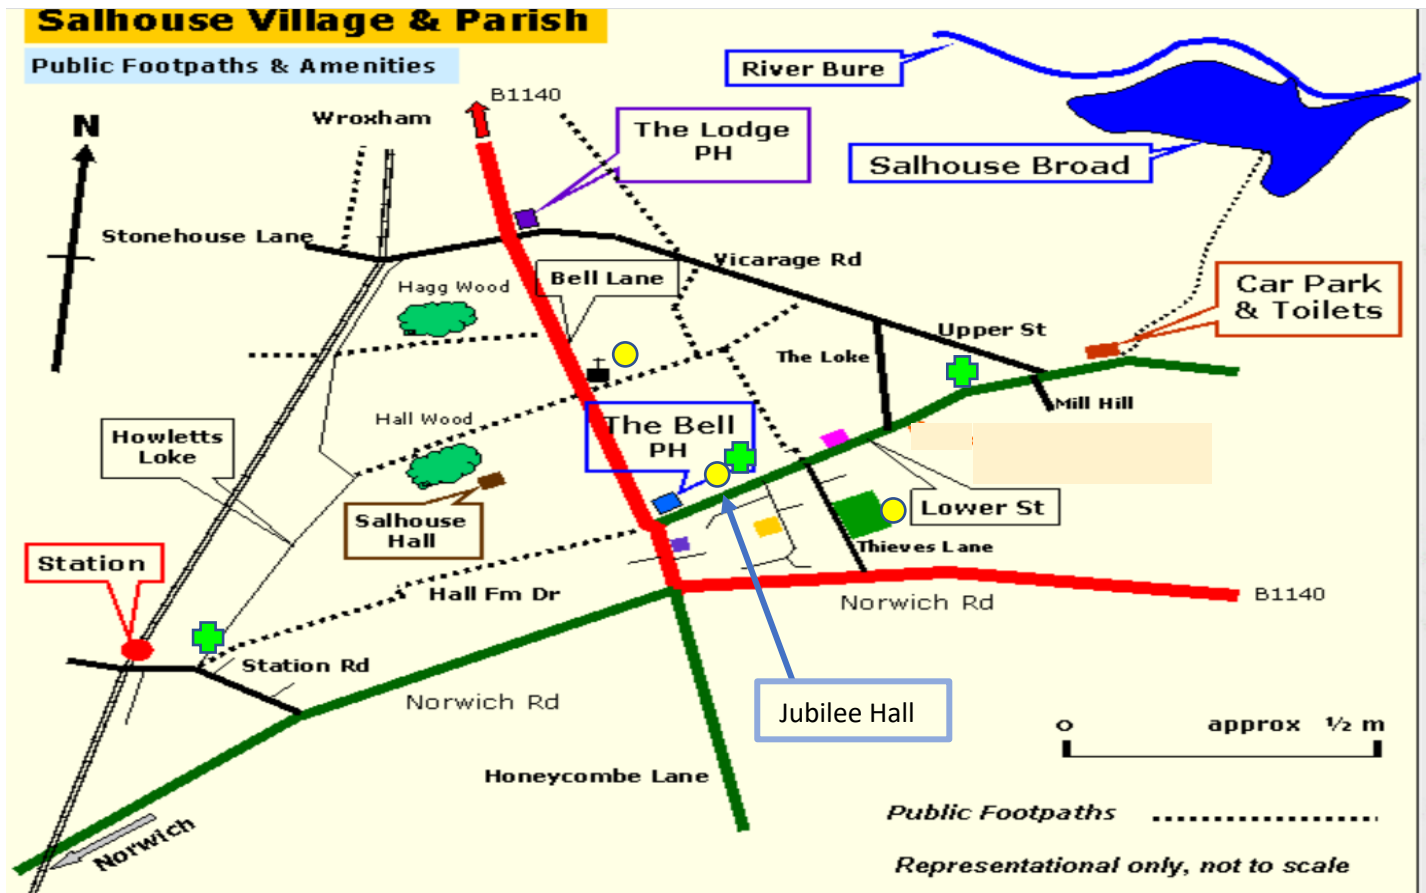 Salhouse Village & Parish
Public Footpaths & Amenities
N
Wroxham
B1140
The Lodge
PH
River Bure
Salhouse Broad
Stonehouse Lane
Hagg Wood
Bell Lane
Vicarage Rd
Car Park
& Toilets
Upper St
The Loke
Mill Hill
Hall Wood
The Bell
PH
Howletts
Loke
Salhouse
Hall
Lower St
Thieves Lane
Station
Hall Fm Dr
Norwich Rd
B1140
Station Rd
Norwich Rd
Jubilee Hall
0 approx ½ m
Honeycombe Lane
Norwich
Public Footpaths
Representational only, not to scale